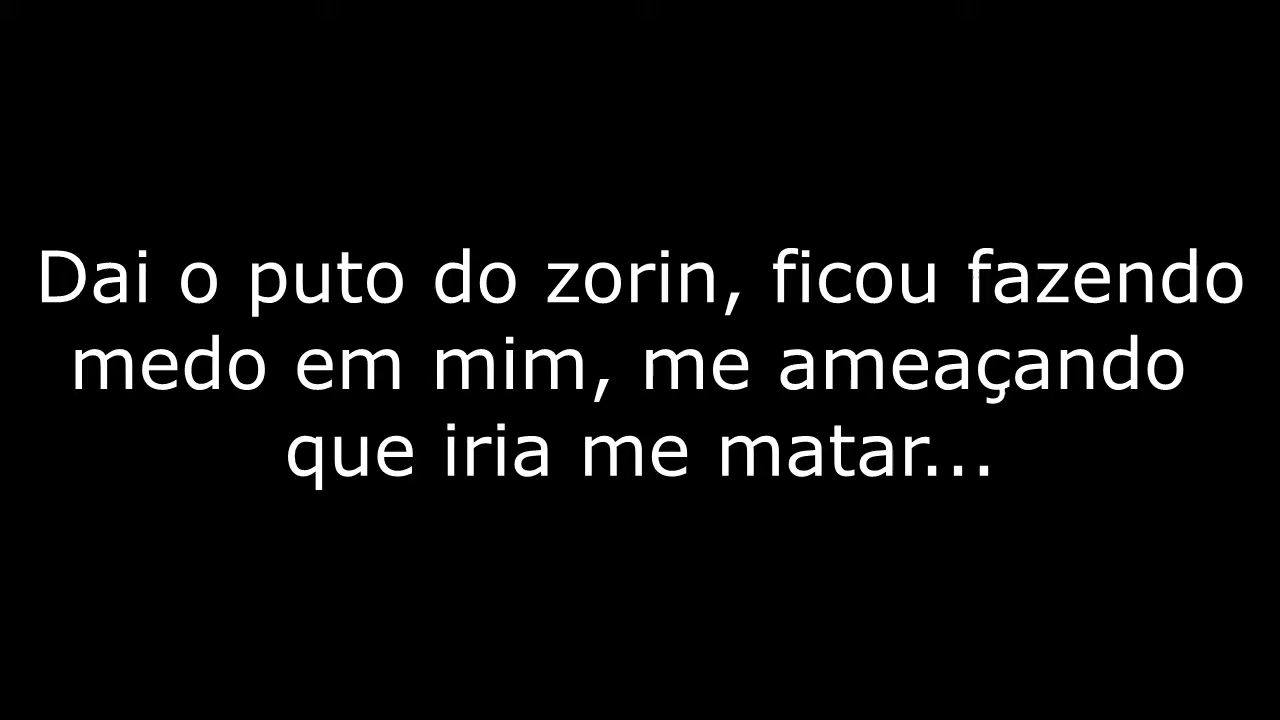 Dai o puto do zorin, ficou fazendo
medo em mim, me ameaçando
que iria me matar...